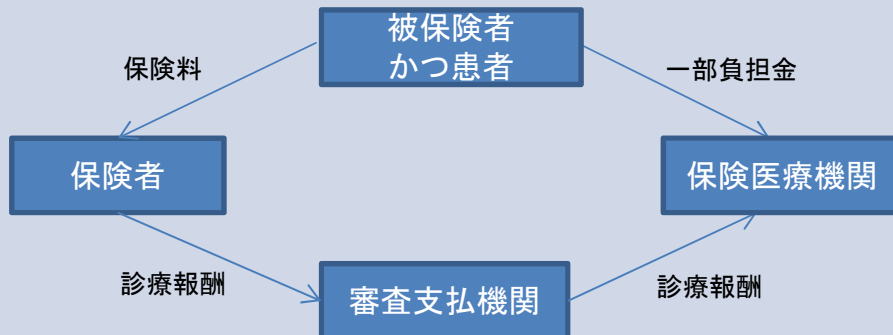 被保険者
かつ患者
保険料
一部負担金
保険者
保険医療機関
診療報酬
審査支払機関
診療報酬